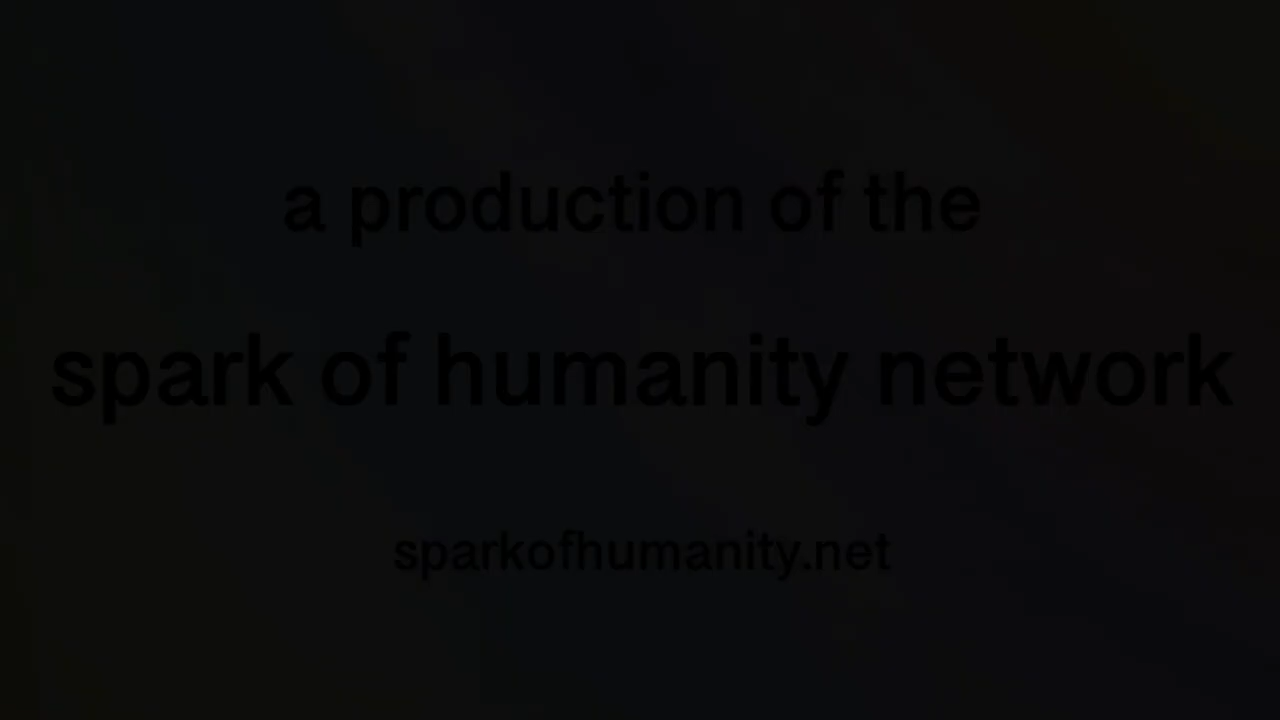 a production of the
spark of humanity network
sparkofhumanity.net